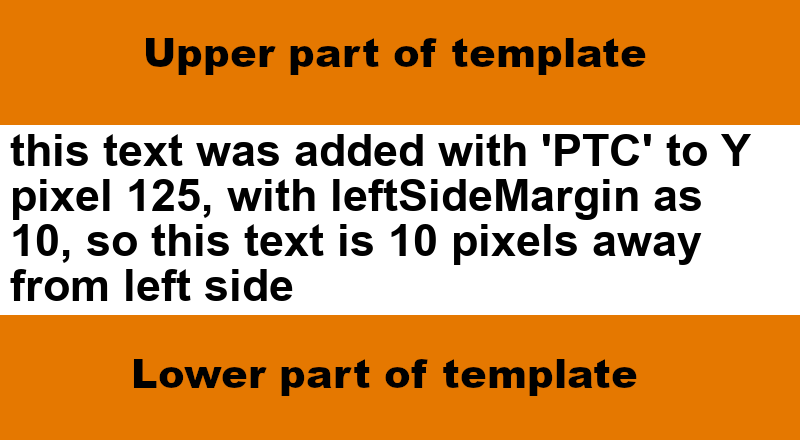 Upper part of template
this text was added with 'PTC' to Y
pixel 125, with leftSideMargin as
10, so this text is 10 pixels away
from left side
Lower part of template